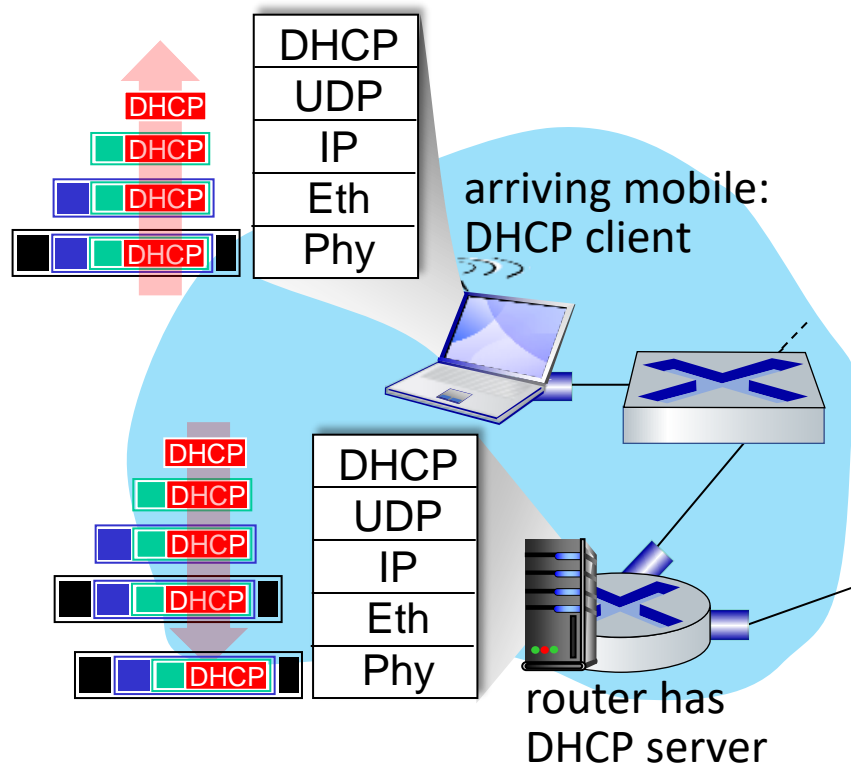 DHCP
UDP
IP
Eth
Phy
DHCP
DHCP
DHCP
DHCP
arriving mobile:
DHCP client
DHCP
UDP
IP
Eth
Phy
DHCP
DHCP
DHCP
DHCP
DHCP
router has
DHCP server